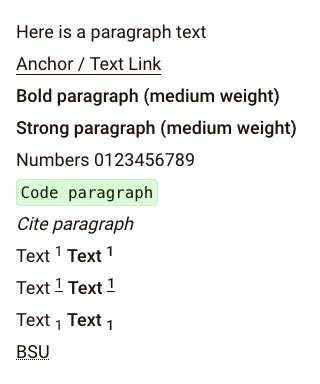 Here is a paragraph text
Anchor / Text Link
Bold paragraph (medium weight)
Strong paragraph (medium weight)
Numbers 0123456789
Code paragraph
Cite paragraph
Text 1 Text 1
Text 1 Text 1
Text 1 Text 1
BSU